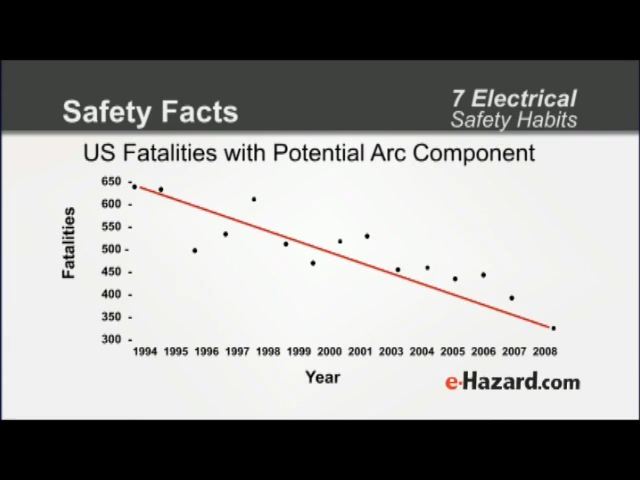 Safety Facts
7 Electrical
Safety Habits
US Fatalities with Potential Arc Component
Fatalities
650 -
600 -
550 -
500 -
450 -
400 -
350 -
300 -
1994 1995 1996 1997 1998 1999 2000 2001 2003 2004 2005 2006 2007 2008
Year
e-Hazard.com